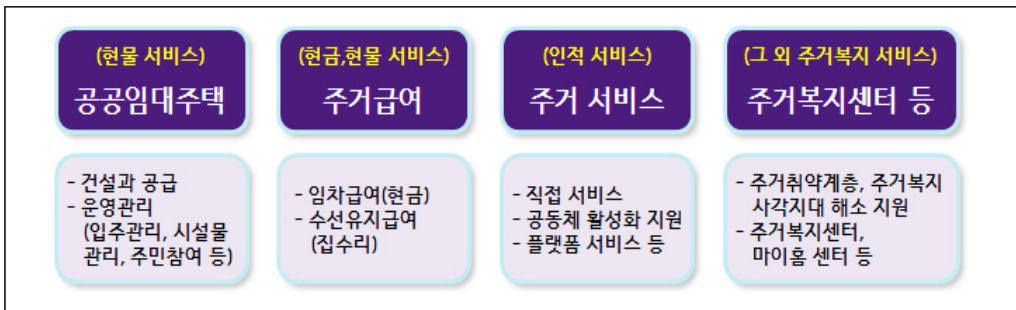 (현물 서비스)
공공임대주택
- 건설과 공급
- 운영관리
(입주관리, 시설물
관리, 주민참여 등)
(현금,현물 서비스)
주거급여
- 임차급여(현금)
- 수선유지급여
(집수리)
(인적 서비스)
주거 서비스
- 직접 서비스
- 공동체 활성화 지원
- 플랫폼 서비스 등
(그 외 주거복지 서비스)
주거복지센터 등
- 주거취약계층, 주거복지
사각지대 해소 지원
- 주거복지센터,
마이홈 센터 등